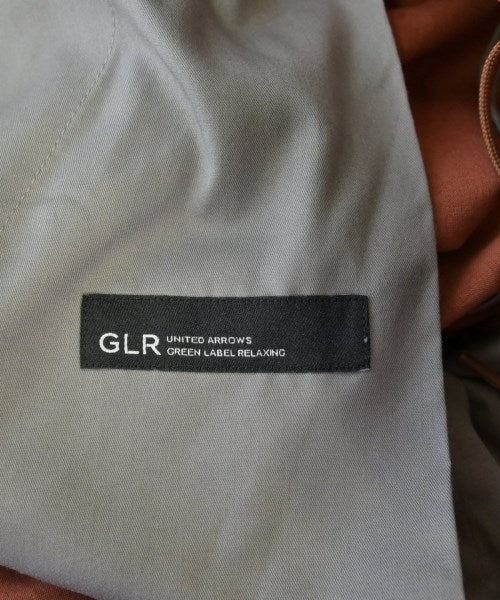 GLR
UNITED ARROWS
GREEN LABEL RELAXING